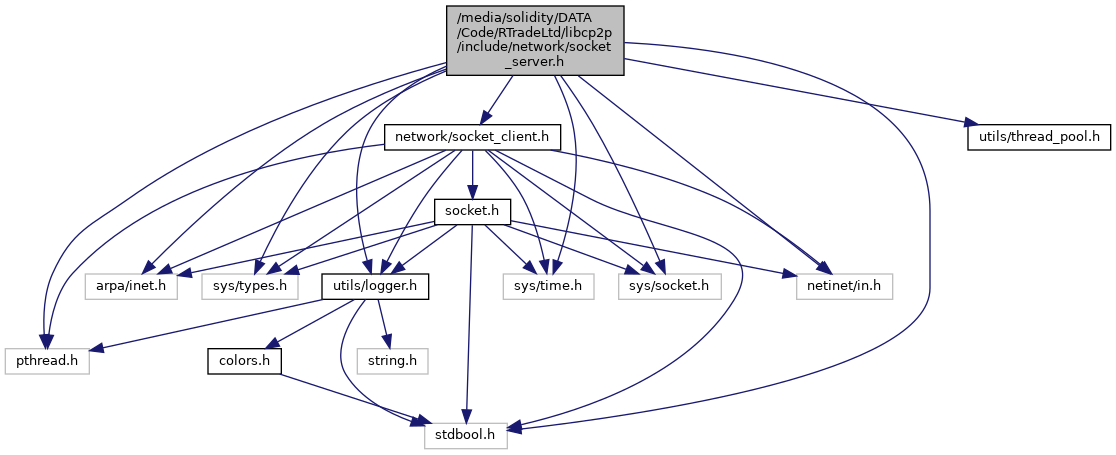 /media/solidity/DATA
/Code/RTradeLtd/libcp2p
/include/network/socket
_server.h
network/socket_client.h
utils/thread_pool.h
socket.h
arpa/inet.h
sys/types.h
utils/logger.h
sys/time.h
sys/socket.h
netinet/in.h
pthread.h
colors.h
string.h
stdbool.h